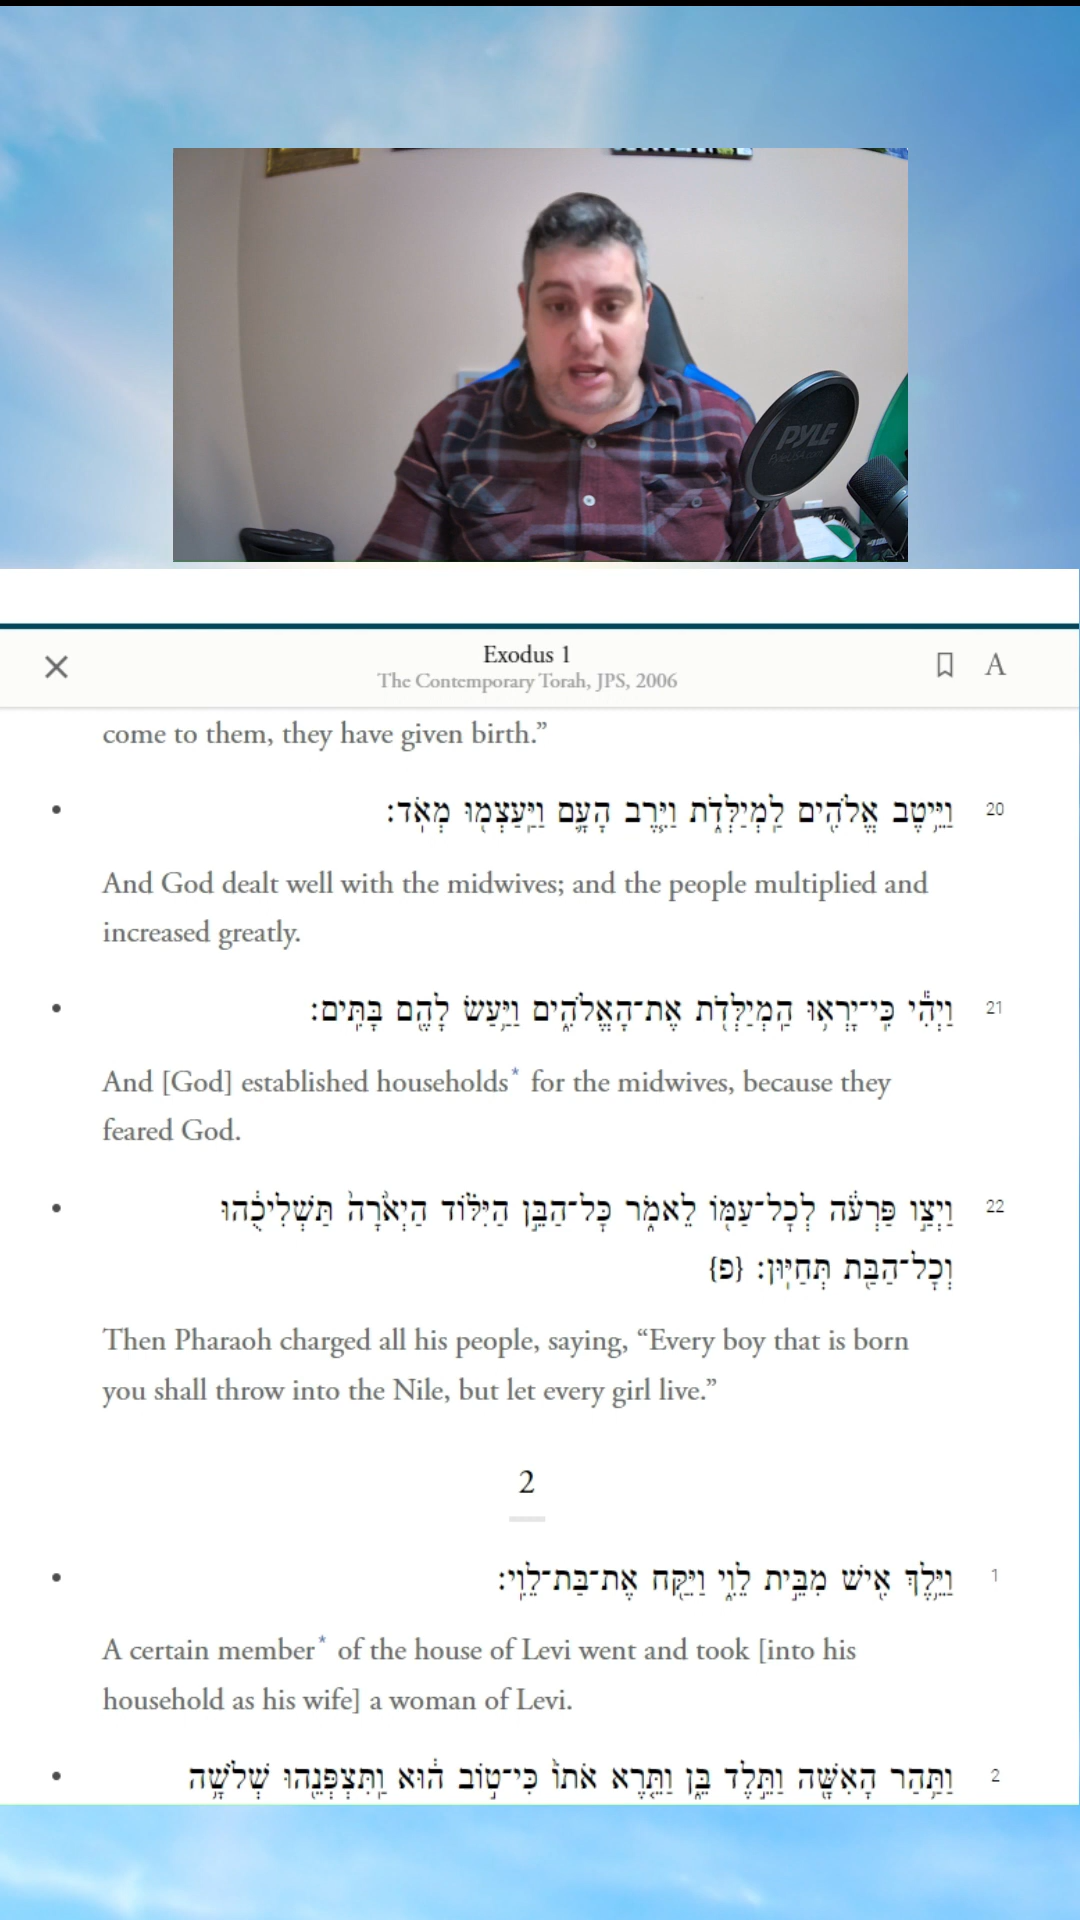 PYLE
PyleUSA.com
Exodus 1
The Contemporary Torah, JPS, 2006
A
come to them, they have given birth.”
וַיֵּ֥יטֶב אֱלֹהִ֖ים לַֽמְיַלְּדֹ֑ת וַיִּ֧רֶב הָעָ֛ם וַיַּֽעַצְמ֖וּ מְאֹֽד׃
20
And God dealt well with the midwives; and the people multiplied and
increased greatly.
וַיְהִ֕י כִּֽי־יָֽרְא֥וּ הַֽמְיַלְּדֹ֖ת אֶת־הָאֱלֹהִ֑ים וַיַּ֥עַשׂ לָהֶ֖ם בָּתִּֽים׃
21
And [God] established households* for the midwives, because they
feared God.
וַיְצַ֣ו פַּרְעֹ֔ה לְכׇל־עַמּ֖וֹ לֵאמֹ֑ר כׇּל־הַבֵּ֣ן הַיִּלּ֗וֹד הַיְאֹ֙רָה֙ תַּשְׁלִיכֻ֔הוּ
22
וְכׇל־הַבַּ֖ת תְּחַיּֽוּן׃ {פ}
Then Pharaoh charged all his people, saying, “Every boy that is born
you shall throw into the Nile, but let every girl live.”
2
וַיֵּ֥לֶךְ אִ֖ישׁ מִבֵּ֣ית לֵוִ֑י וַיִּקַּ֖ח אֶת־בַּת־לֵוִֽי׃
1
A certain member* of the house of Levi went and took [into his
household as his wife] a woman of Levi.
וַתַּ֥הַר הָאִשָּׁ֖ה וַתֵּ֣לֶד בֵּ֑ן וַתֵּ֤רֶא אֹתוֹ֙ כִּי־ט֣וֹב ה֔וּא וַֽתִּצְפְּנֵ֖הוּ שְׁלֹשָׁ֥ה
2